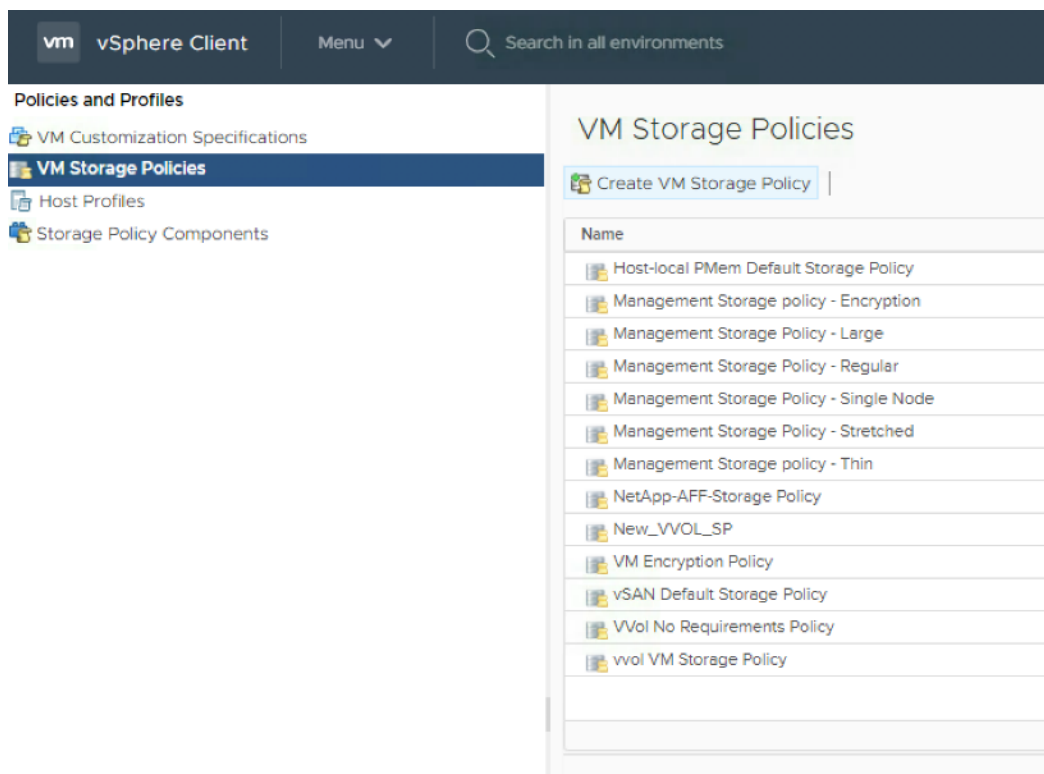 vm vSphere Client Menu Search in all environments
Policies and Profiles
VM Customization Specifications
VM Storage Policies
Host Profiles
Storage Policy Components
VM Storage Policies
Create VM Storage Policy
Name
Host-local PMem Default Storage Policy
Management Storage policy - Encryption
Management Storage Policy - Large
Management Storage Policy - Regular
Management Storage Policy - Single Node
Management Storage Policy - Stretched
Management Storage policy - Thin
NetApp-AFF-Storage Policy
New_VVOL_SP
VM Encryption Policy
vSAN Default Storage Policy
VVol No Requirements Policy
vvol VM Storage Policy